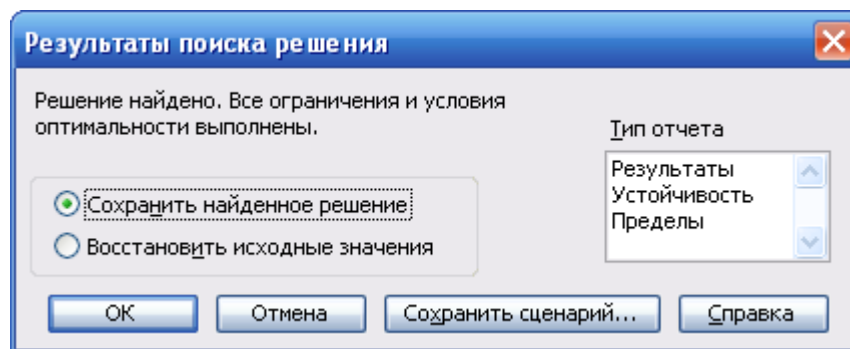 Результаты поиска решения
Решение найдено. Все ограничения и условия
оптимальности выполнены.
Тип отчета
Результаты
Устойчивость
Пределы
Сохранить найденное решение
Восстановить исходные значения
ОК
Отмена
Сохранить сценарий...
Справка